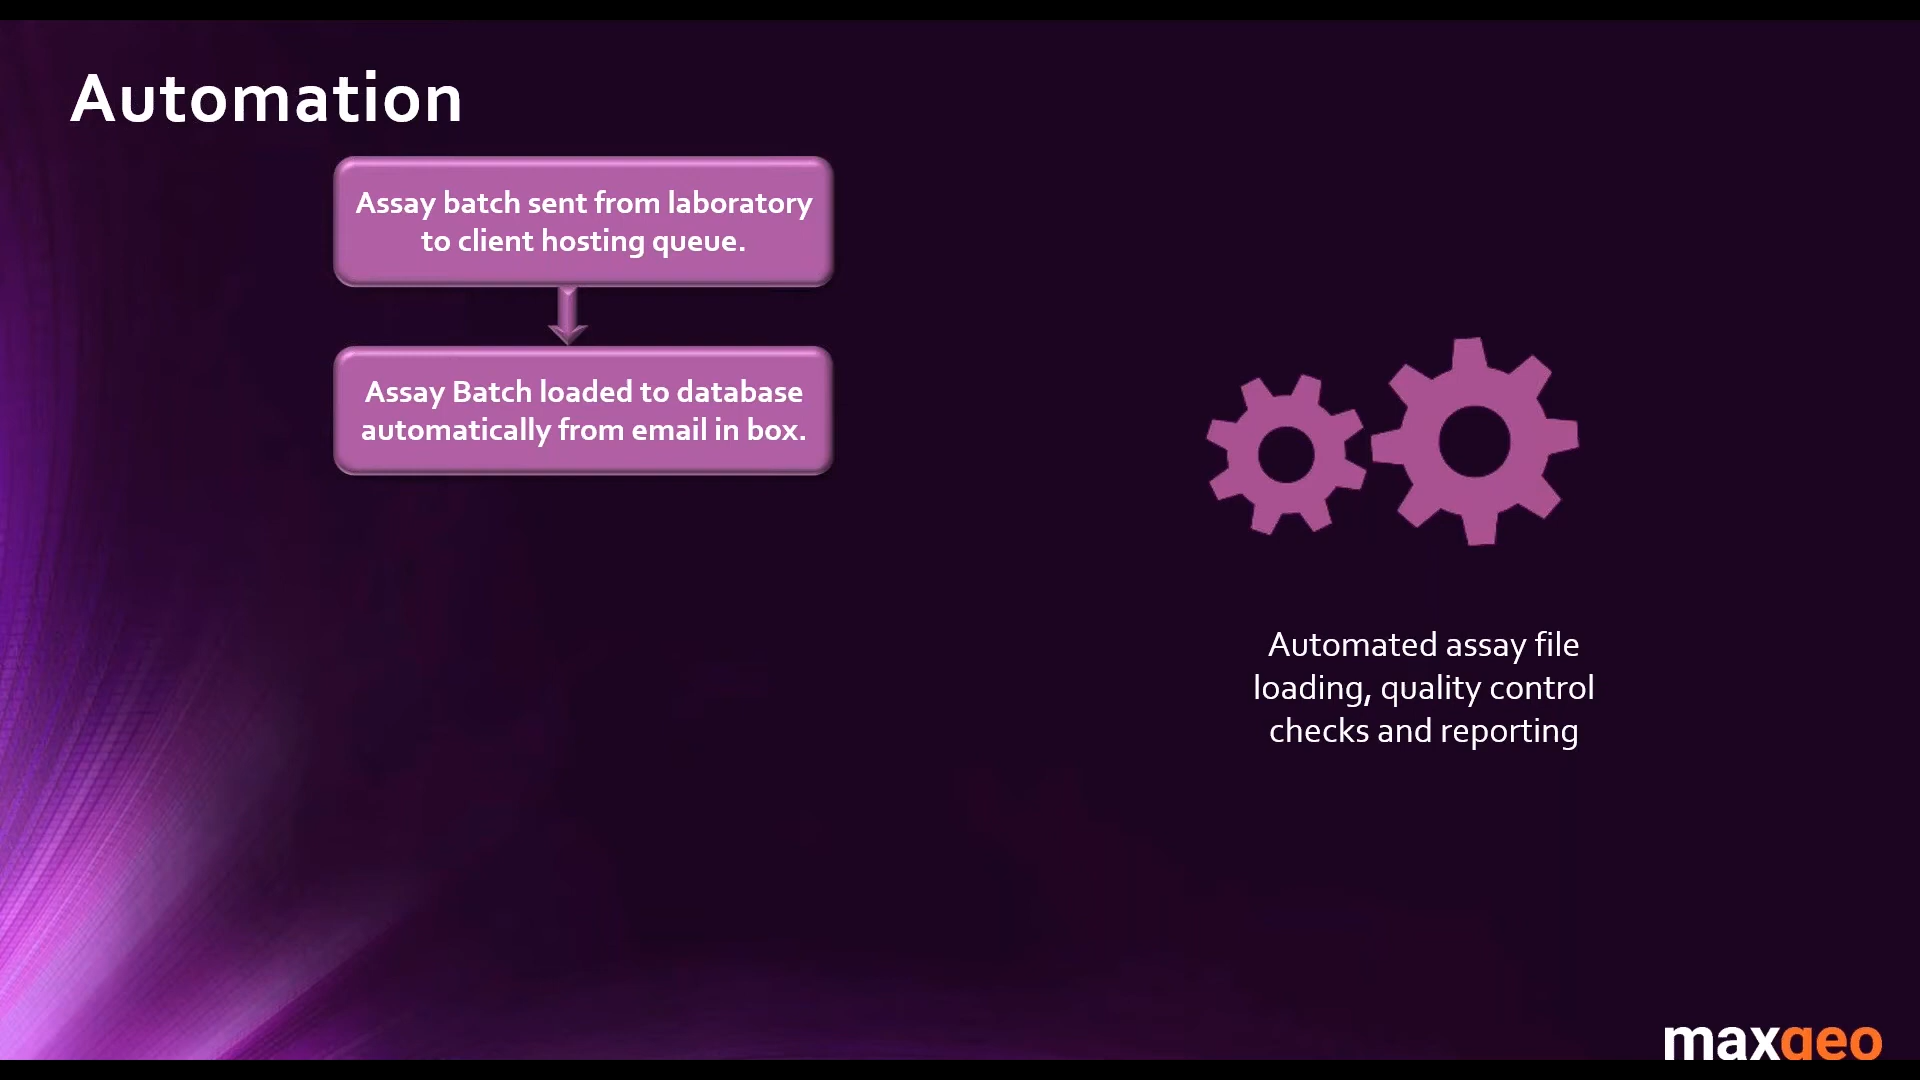 Automation
Assay batch sent from laboratory
to client hosting queue.
Assay Batch loaded to database
automatically from email in box.
Automated assay file
loading, quality control
checks and reporting
maxgeo